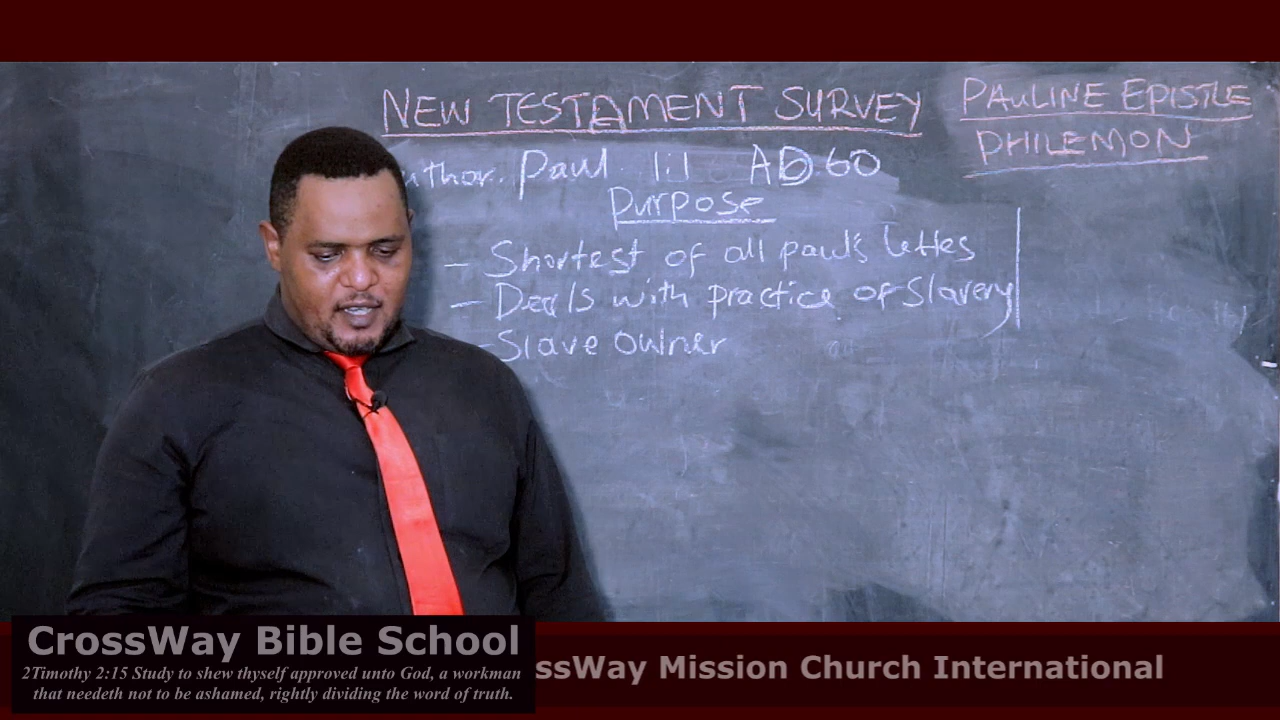 NEW TESTAMENT SURVEY
PAULINE EPISTLE
PHILEMON
uthor. Paul 1:1 AD.60
Purpose
- Shortest of all paul's lettes
- Deals with practice of Slavery
- Slave Owner
CrossWay Bible School
2Timothy 2:15 Study to shew thyself approved unto God, a workman
that needeth not to be ashamed, rightly dividing the word of truth.
ssWay Mission Church International